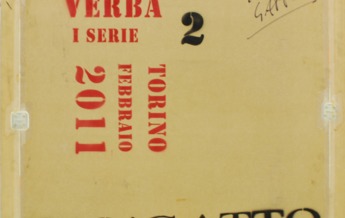 VERBA
I SERIE
2
TORINO
FEBBRAIO
2011